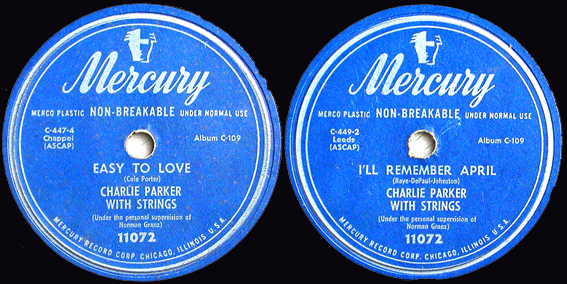 Mercury
MERCO PLASTIC NON-BREAKABLE UNDER NORMAL USE
C-447-4
Chappel
(ASCAP)
Album C-109
EASY TO LOVE
(Cole Porter)
CHARLIE PARKER
WITH STRINGS
(Under the personal supervision of
Norman Granz)
11072
MERCURY RECORD CORP. CHICAGO, ILLINOIS U.S.A.
Mercury
MERCO PLASTIC NON-BREAKABLE UNDER NORMAL USE
C-449-2
Leeds
(ASCAP)
Album C-109
I'LL REMEMBER APRIL
(Raye-DePaul-Johnston)
CHARLIE PARKER
WITH STRINGS
(Under the personal supervision of
Norman Granz)
11072
MERCURY RECORD CORP. CHICAGO, ILLINOIS U.S.A.